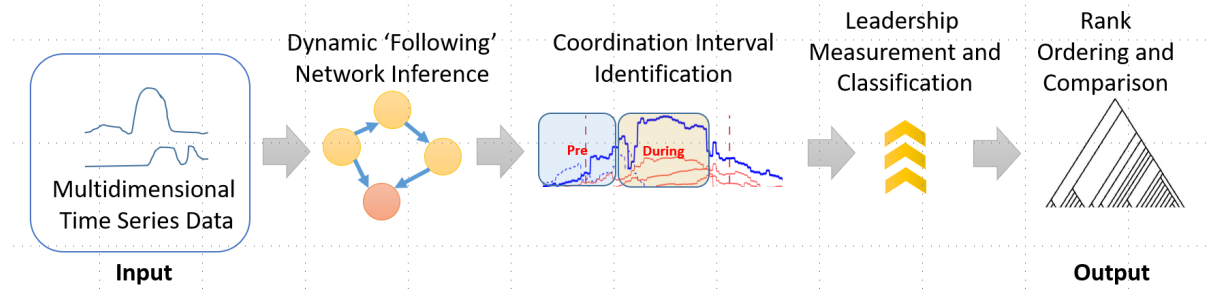 Multidimensional
Time Series Data
Input
Dynamic ‘Following’
Network Inference
Coordination Interval
Identification
Pre
During
Leadership
Measurement and
Classification
Rank
Ordering and
Comparison
Output